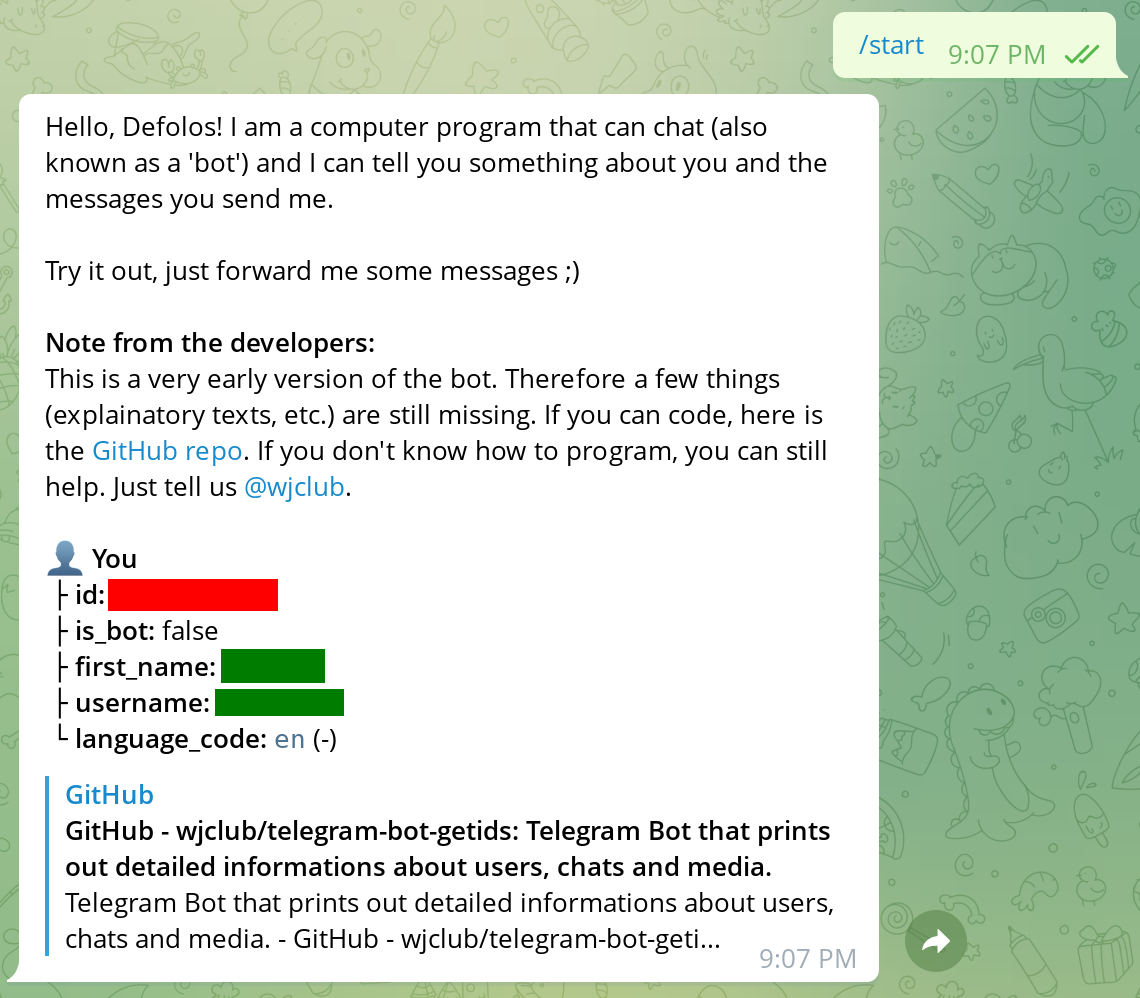 /start 9:07 PM
Hello, Defolos! I am a computer program that can chat (also
known as a 'bot') and I can tell you something about you and the
messages you send me.
Try it out, just forward me some messages ;)
Note from the developers:
This is a very early version of the bot. Therefore a few things
(explainatory texts, etc.) are still missing. If you can code, here is
the GitHub repo. If you don't know how to program, you can still
help. Just tell us @wjclub.
👤 You
├ id:
├ is_bot: false
├ first_name:
├ username:
└ language_code: en (-)
GitHub
GitHub - wjclub/telegram-bot-getids: Telegram Bot that prints
out detailed informations about users, chats and media.
Telegram Bot that prints out detailed informations about users,
chats and media. - GitHub - wjclub/telegram-bot-geti...
9:07 PM